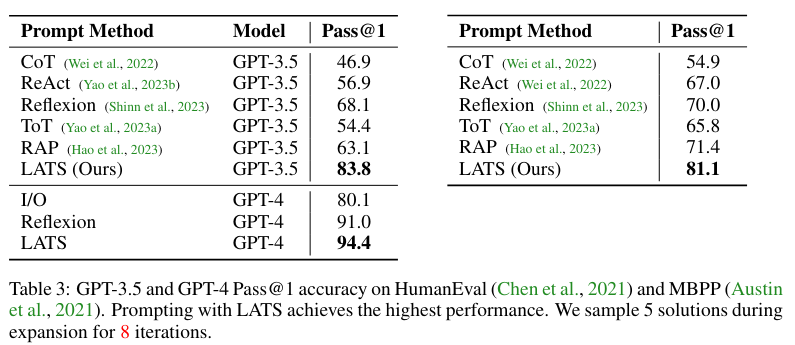 Prompt Method Model Pass@1
CoT (Wei et al., 2022) GPT-3.5 46.9
ReAct (Yao et al., 2023b) GPT-3.5 56.9
Reflexion (Shinn et al., 2023) GPT-3.5 68.1
ToT (Yao et al., 2023a) GPT-3.5 54.4
RAP (Hao et al., 2023) GPT-3.5 63.1
LATS (Ours) GPT-3.5 83.8
I/O GPT-4 80.1
Reflexion GPT-4 91.0
LATS GPT-4 94.4
Prompt Method Pass@1
CoT (Wei et al., 2022) 54.9
ReAct (Wei et al., 2022) 67.0
Reflexion (Shinn et al., 2023) 70.0
ToT (Yao et al., 2023a) 65.8
RAP (Hao et al., 2023) 71.4
LATS (Ours) 81.1
Table 3: GPT-3.5 and GPT-4 Pass@1 accuracy on HumanEval (Chen et al., 2021) and MBPP (Austin
et al., 2021). Prompting with LATS achieves the highest performance. We sample 5 solutions during
expansion for 8 iterations.